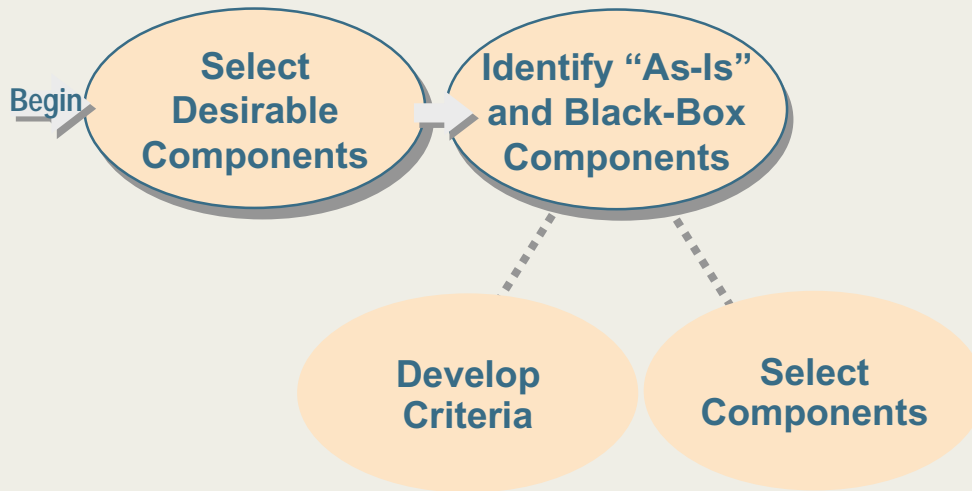 Begin
Select
Desirable
Components
Identify “As-Is”
and Black-Box
Components
Develop
Criteria
Select
Components